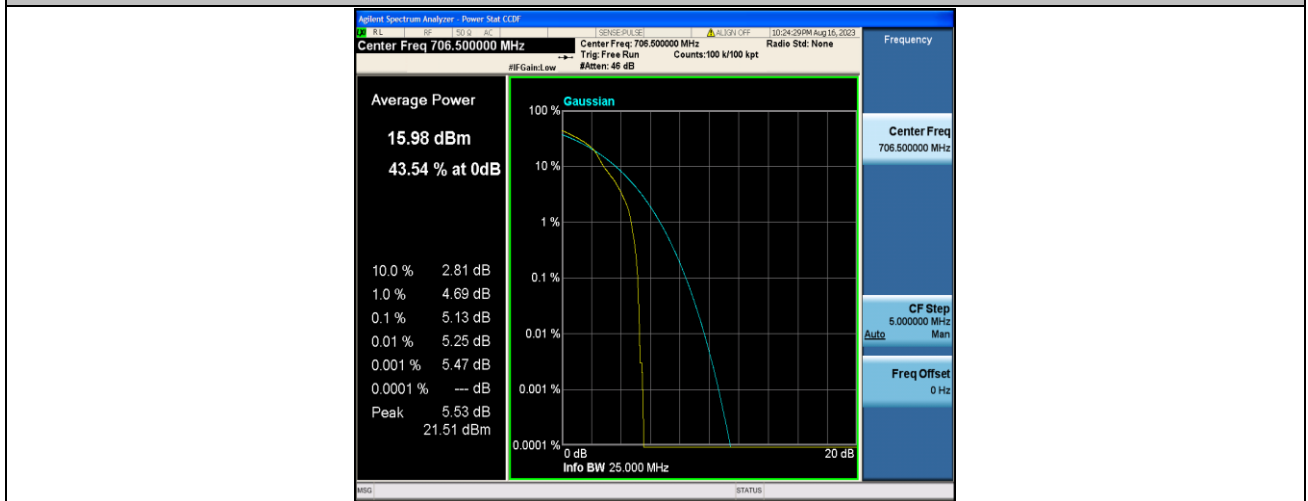 Agilent Spectrum Analyzer - Power Stat CCDF
RL RF 50 Ω AC SENSE:PULSE ALIGN OFF 10:24:29PM Aug 16, 2023
Center Freq 706.500000 MHz
Center Freq: 706.500000 MHz Radio Std: None
Trig: Free Run Counts:100 k/100 kpt
#IFGain:Low #Atten: 46 dB
Frequency
Average Power
15.98 dBm
43.54 % at 0dB
10.0 % 2.81 dB
1.0 % 4.69 dB
0.1 % 5.13 dB
0.01 % 5.25 dB
0.001 % 5.47 dB
0.0001 % --- dB
Peak 5.53 dB
21.51 dBm
Gaussian
100 %
10 %
1 %
0.1 %
0.01 %
0.001 %
0.0001 %
0 dB 20 dB
Info BW 25.000 MHz
Center Freq
706.500000 MHz
CF Step
5.000000 MHz
Auto Man
Freq Offset
0 Hz
MSG STATUS